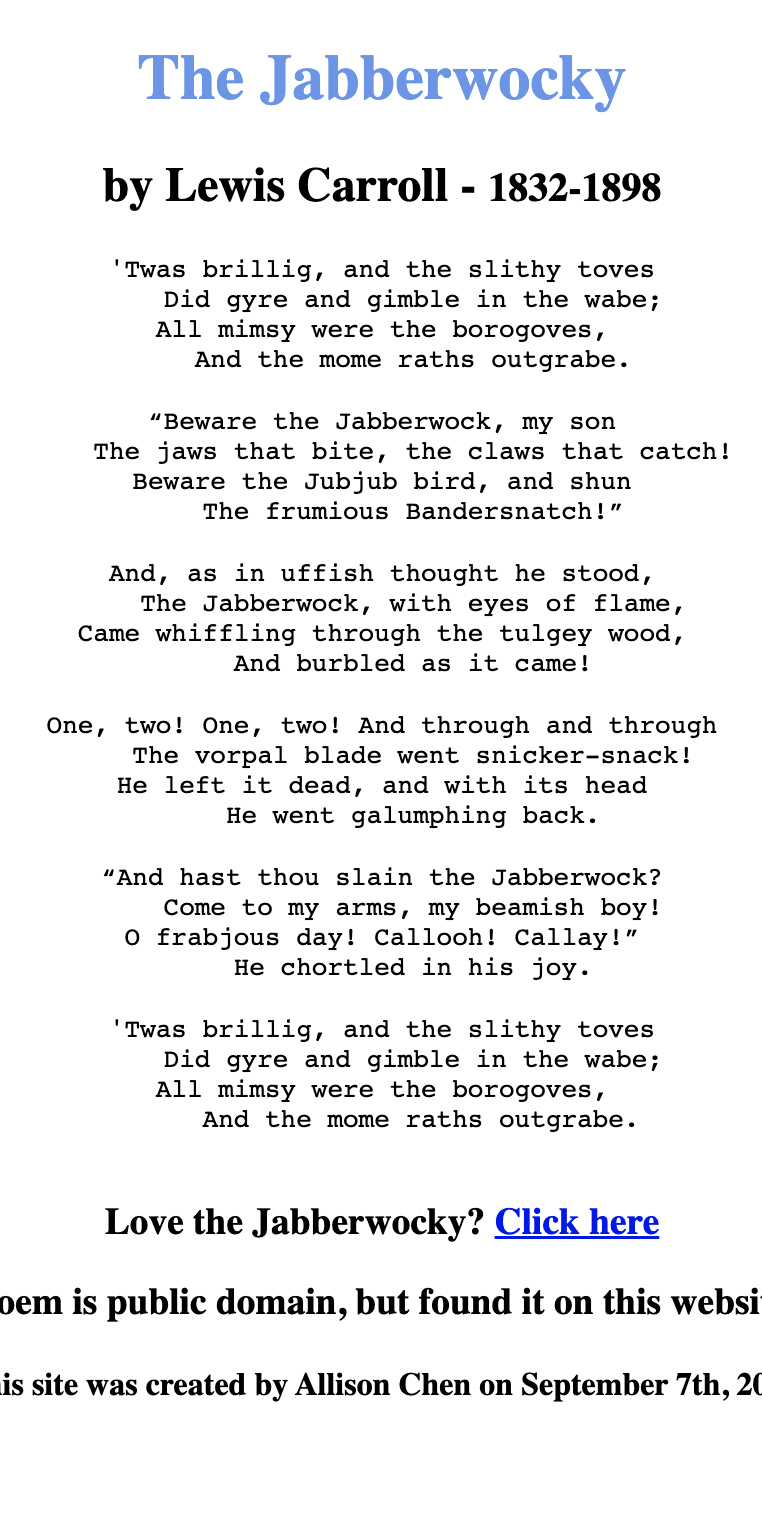 The Jabberwocky
by Lewis Carroll - 1832-1898
'Twas brillig, and the slithy toves
Did gyre and gimble in the wabe;
All mimsy were the borogoves,
And the mome raths outgrabe.
“Beware the Jabberwock, my son
The jaws that bite, the claws that catch!
Beware the Jubjub bird, and shun
The frumious Bandersnatch!”
And, as in uffish thought he stood,
The Jabberwock, with eyes of flame,
Came whiffling through the tulgey wood,
And burbled as it came!
One, two! One, two! And through and through
The vorpal blade went snicker–snack!
He left it dead, and with its head
He went galumphing back.
“And hast thou slain the Jabberwock?
Come to my arms, my beamish boy!
O frabjous day! Callooh! Callay!”
He chortled in his joy.
'Twas brillig, and the slithy toves
Did gyre and gimble in the wabe;
All mimsy were the borogoves,
And the mome raths outgrabe.
Love the Jabberwocky? Click here
oem is public domain, but found it on this websi
is site was created by Allison Chen on September 7th, 20